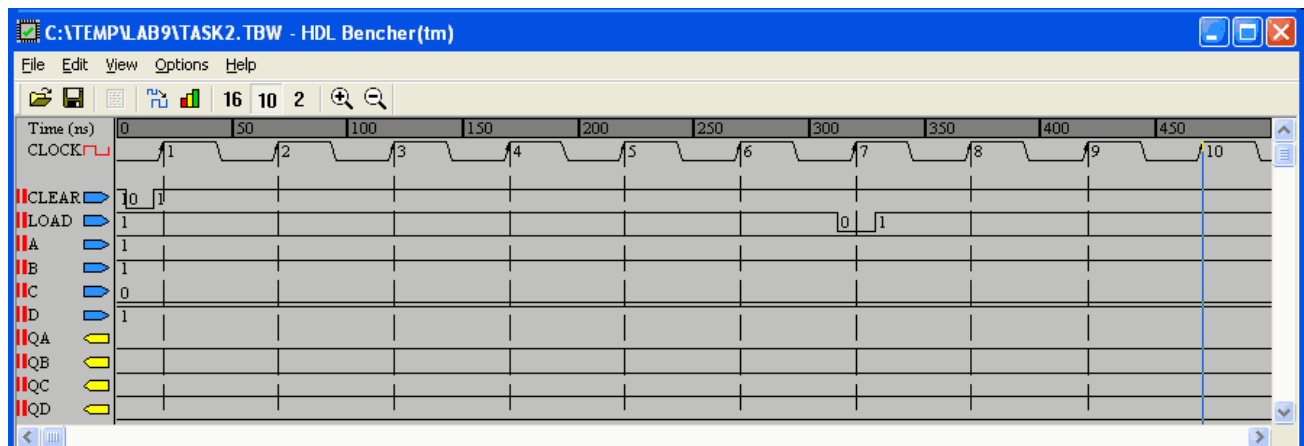 C:\TEMP\LAB9\TASK2.TBW - HDL Bencher(tm)
File Edit View Options Help
16 10 2
Time (ns) 0 50 100 150 200 250 300 350 400 450
CLOCK 1 2 3 4 5 6 7 8 9 10
CLEAR 1 0 1
LOAD 1 0 1
A 1
B 1
C 0
D 1
QA
QB
QC
QD